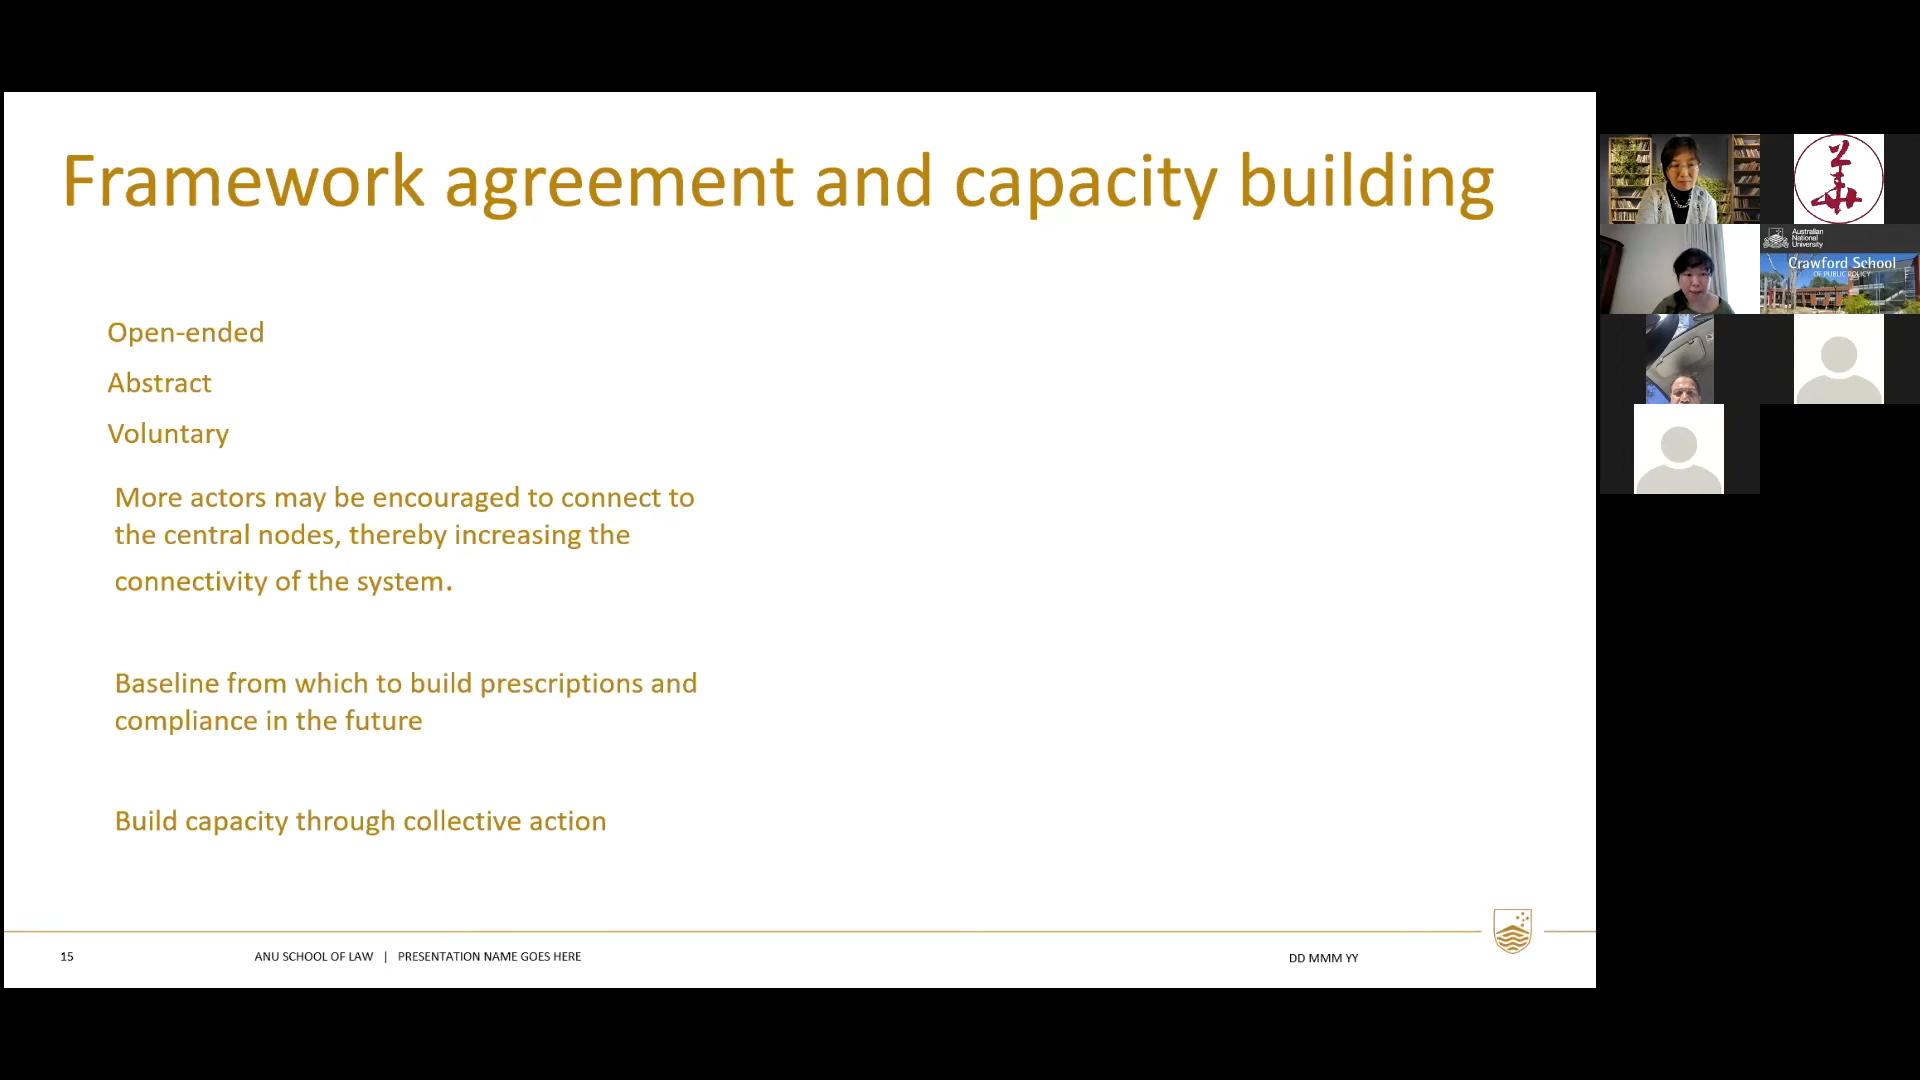 Framework agreement and capacity building
Open-ended
Abstract
Voluntary
More actors may be encouraged to connect to
the central nodes, thereby increasing the
connectivity of the system.
Baseline from which to build prescriptions and
compliance in the future
Build capacity through collective action
15
ANU SCHOOL OF LAW | PRESENTATION NAME GOES HERE
DD MMM YY
Australian
National
University
Crawford School
OF PUBLIC POLICY